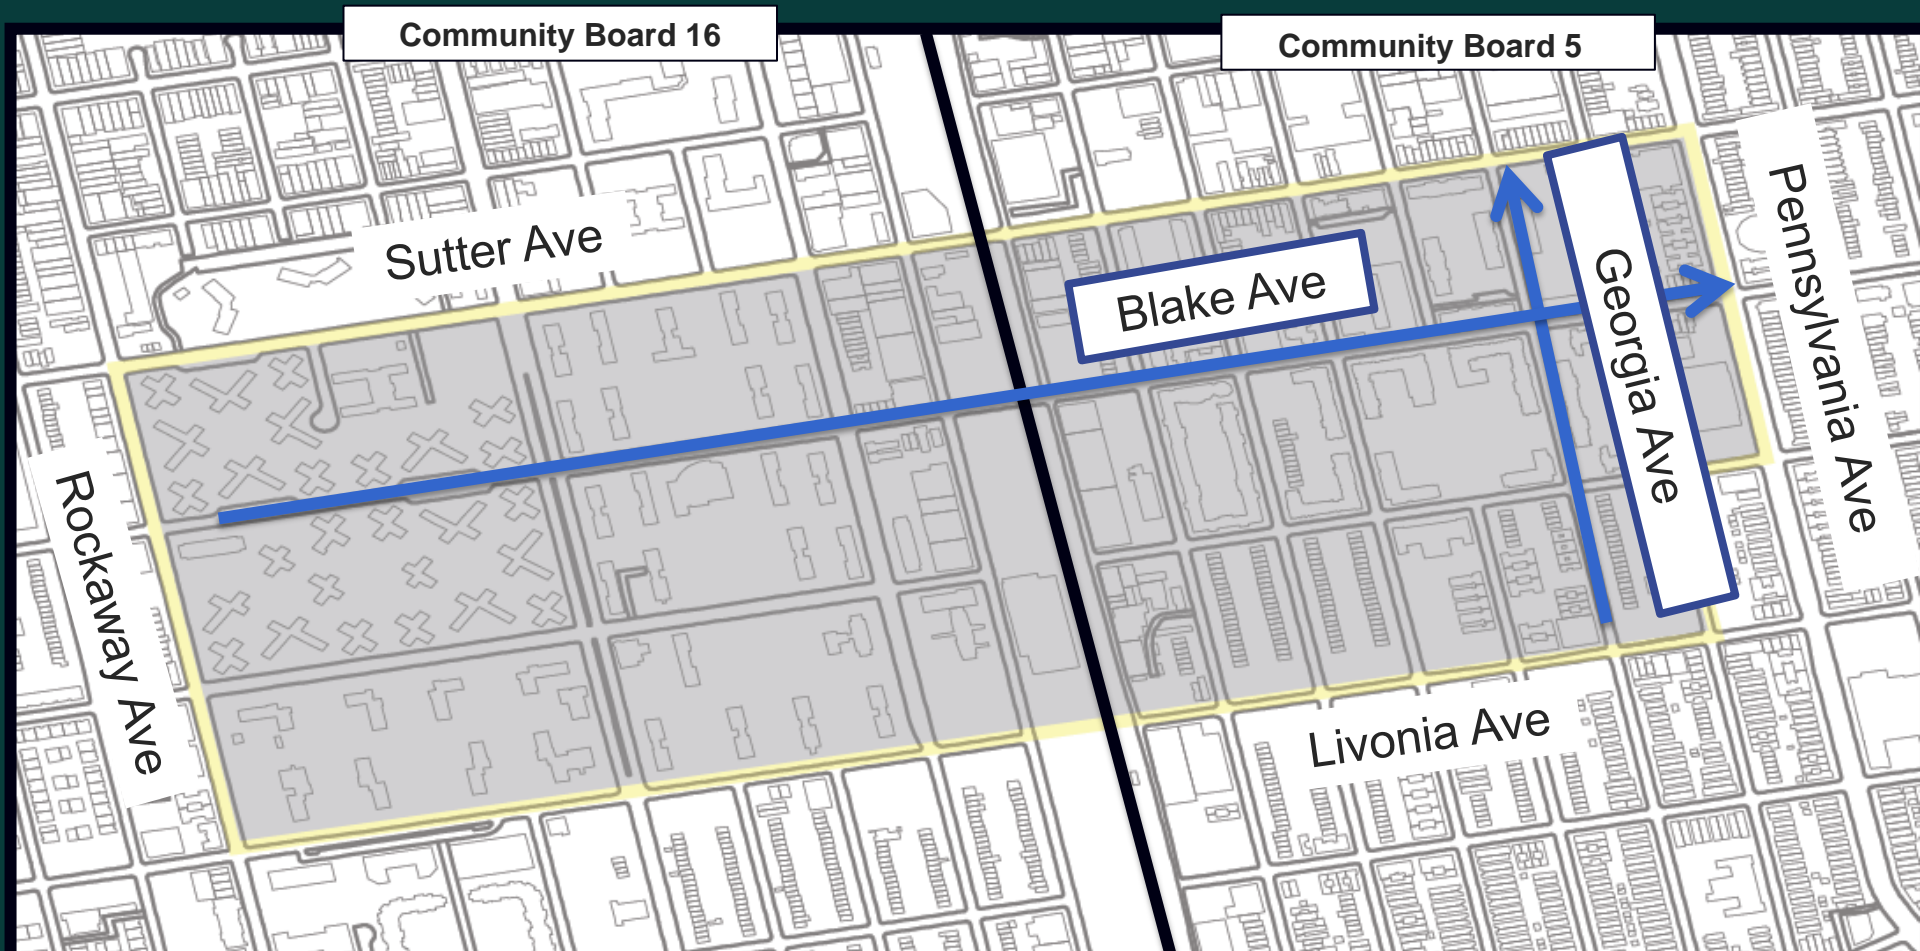 Community Board 16
Community Board 5
Sutter Ave
Blake Ave
Georgia Ave
Pennsylvania Ave
Rockaway Ave
Livonia Ave